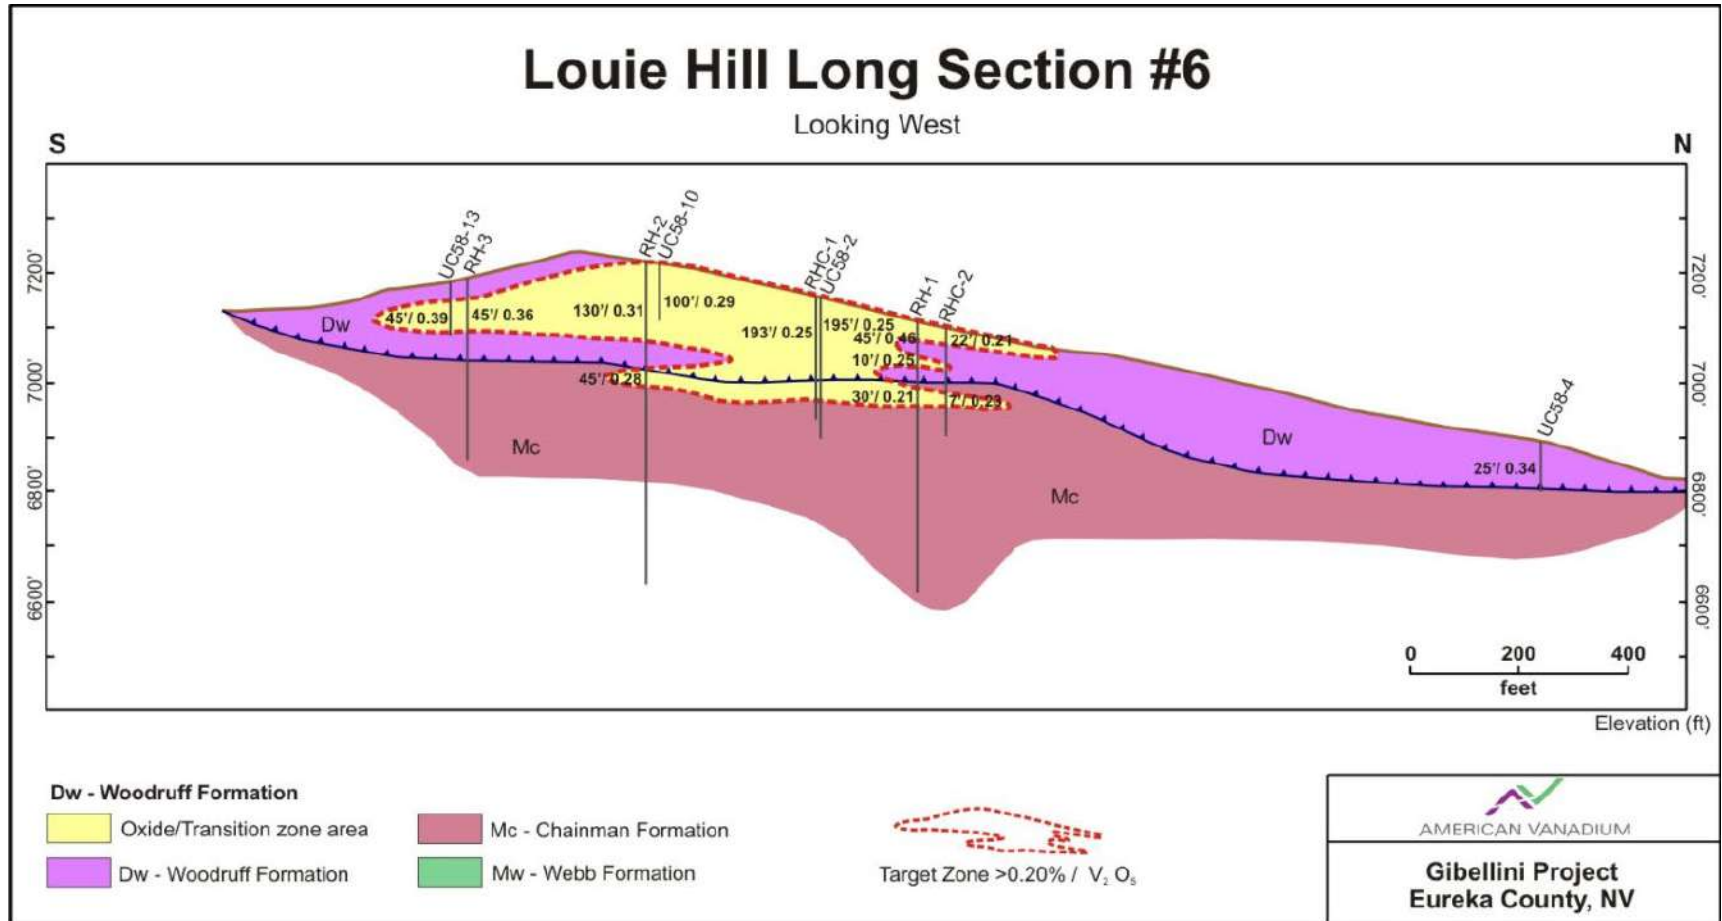 Louie Hill Long Section #6
Looking West
S
N
UC58-13
RH-3
RH-2
UC58-10
RHC-1
UC58-2
RH-1
RHC-2
UC58-4
7200'
7000'
6800'
6600'
7200'
7000'
6800'
6600'
Dw
45'/ 0.39
45'/ 0.36
130'/ 0.31
100'/ 0.29
193'/ 0.25
195'/ 0.25
45'/ 0.46
22'/ 0.21
10'/ 0.25
45'/ 0.28
30'/ 0.21
7'/ 0.23
Mc
Dw
25'/ 0.34
Mc
0 200 400
feet
Elevation (ft)
Dw - Woodruff Formation
Oxide/Transition zone area
Dw - Woodruff Formation
Mc - Chainman Formation
Mw - Webb Formation
Target Zone >0.20% / V₂ O₅
AMERICAN VANADIUM
Gibellini Project
Eureka County, NV